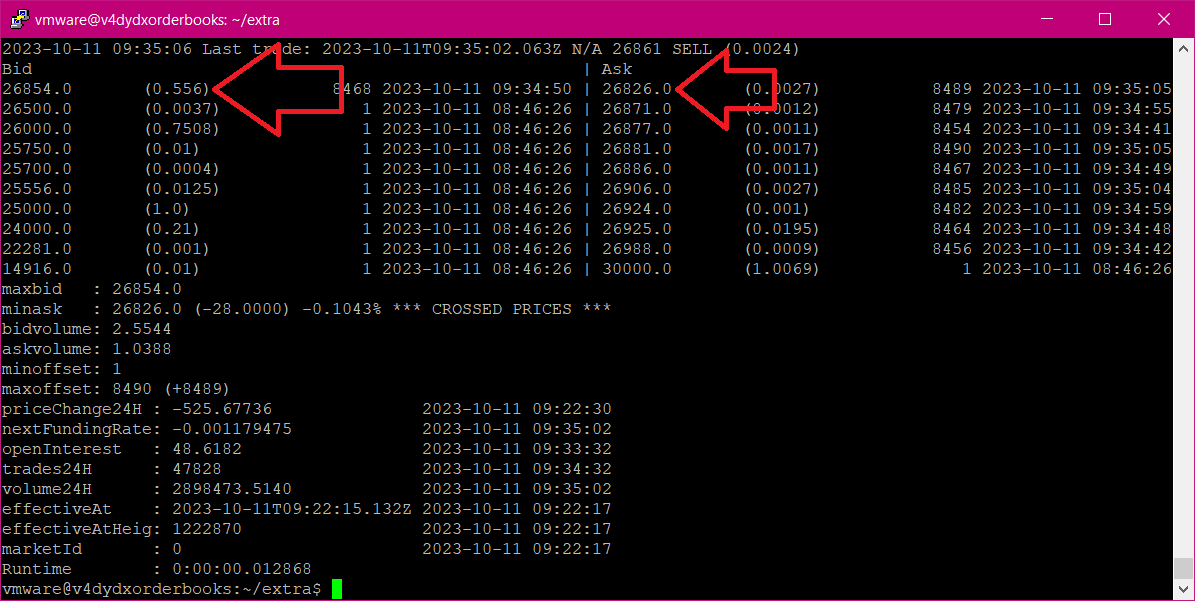 vmware@v4dydxorderbooks: ~/extra
2023-10-11 09:35:06 Last trade: 2023-10-11T09:35:02.063Z N/A 26861 SELL (0.0024)
Bid | Ask
26854.0 (0.556) 8468 2023-10-11 09:34:50 | 26826.0 (0.0027) 8489 2023-10-11 09:35:05
26500.0 (0.0037) 1 2023-10-11 08:46:26 | 26871.0 (0.0012) 8479 2023-10-11 09:34:55
26000.0 (0.7508) 1 2023-10-11 08:46:26 | 26877.0 (0.0011) 8454 2023-10-11 09:34:41
25750.0 (0.01) 1 2023-10-11 08:46:26 | 26881.0 (0.0017) 8490 2023-10-11 09:35:05
25700.0 (0.0004) 1 2023-10-11 08:46:26 | 26886.0 (0.0011) 8467 2023-10-11 09:34:49
25556.0 (0.0125) 1 2023-10-11 08:46:26 | 26906.0 (0.0027) 8485 2023-10-11 09:35:04
25000.0 (1.0) 1 2023-10-11 08:46:26 | 26924.0 (0.001) 8482 2023-10-11 09:34:59
24000.0 (0.21) 1 2023-10-11 08:46:26 | 26925.0 (0.0195) 8464 2023-10-11 09:34:48
22281.0 (0.001) 1 2023-10-11 08:46:26 | 26988.0 (0.0009) 8456 2023-10-11 09:34:42
14916.0 (0.01) 1 2023-10-11 08:46:26 | 30000.0 (1.0069) 1 2023-10-11 08:46:26
maxbid : 26854.0
minask : 26826.0 (-28.0000) -0.1043% *** CROSSED PRICES ***
bidvolume: 2.5544
askvolume: 1.0388
minoffset: 1
maxoffset: 8490 (+8489)
priceChange24H : -525.67736 2023-10-11 09:22:30
nextFundingRate: -0.001179475 2023-10-11 09:35:02
openInterest : 48.6182 2023-10-11 09:33:32
trades24H : 47828 2023-10-11 09:34:32
volume24H : 2898473.5140 2023-10-11 09:35:02
effectiveAt : 2023-10-11T09:22:15.132Z 2023-10-11 09:22:17
effectiveAtHeig: 1222870 2023-10-11 09:22:17
marketId : 0 2023-10-11 09:22:17
Runtime : 0:00:00.012868
vmware@v4dydxorderbooks:~/extra$